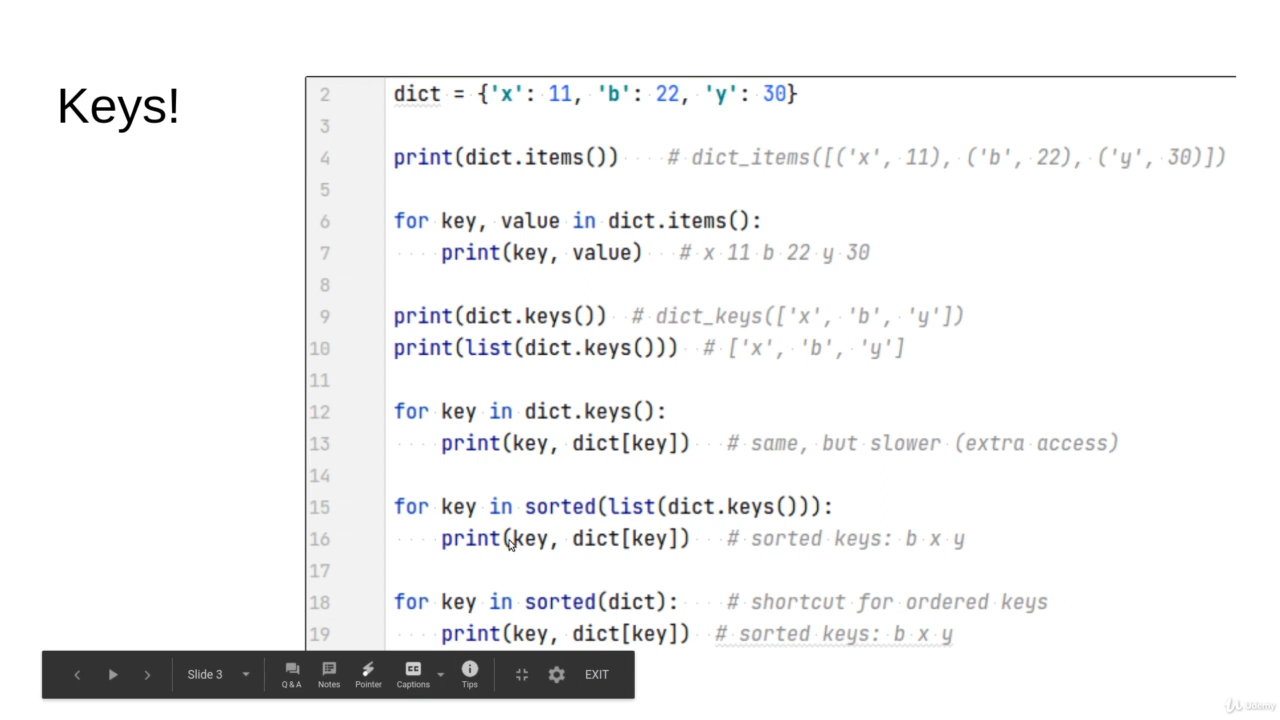 Keys!
2 dict = {'x': 11, 'b': 22, 'y': 30}
3
4 print(dict.items()) # dict_items([('x', 11), ('b', 22), ('y', 30)])
5
6 for key, value in dict.items():
7 print(key, value) # x 11 b 22 y 30
8
9 print(dict.keys()) # dict_keys(['x', 'b', 'y'])
10 print(list(dict.keys())) # ['x', 'b', 'y']
11
12 for key in dict.keys():
13 print(key, dict[key]) # same, but slower (extra access)
14
15 for key in sorted(list(dict.keys())):
16 print(key, dict[key]) # sorted keys: b x y
17
18 for key in sorted(dict): # shortcut for ordered keys
19 print(key, dict[key]) # sorted keys: b x y
Slide 3 Q&A Notes Pointer CC Captions Tips EXIT
Udemy